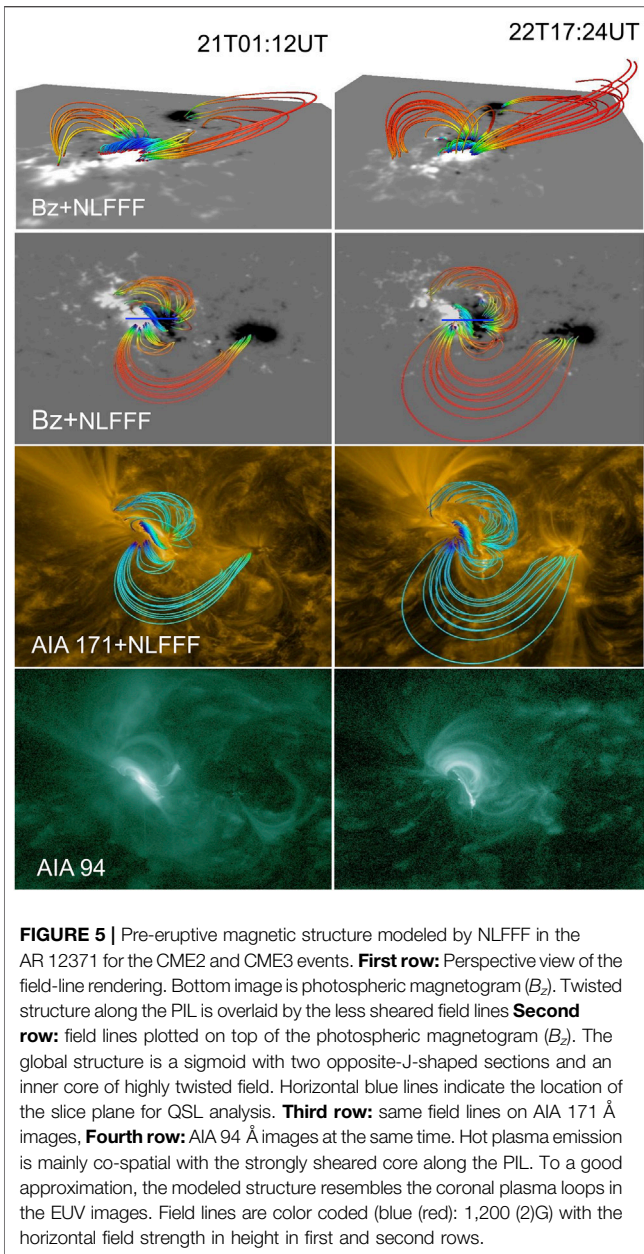 21T01:12UT
22T17:24UT
Bz+NLFFF
Bz+NLFFF
AIA 171+NLFFF
AIA 94
FIGURE 5 | Pre-eruptive magnetic structure modeled by NLFFF in the
AR 12371 for the CME2 and CME3 events. First row: Perspective view of the
field-line rendering. Bottom image is photospheric magnetogram (Bz). Twisted
structure along the PIL is overlaid by the less sheared field lines Second
row: field lines plotted on top of the photospheric magnetogram (Bz). The
global structure is a sigmoid with two opposite-J-shaped sections and an
inner core of highly twisted field. Horizontal blue lines indicate the location of
the slice plane for QSL analysis. Third row: same field lines on AIA 171 Å
images, Fourth row: AIA 94 Å images at the same time. Hot plasma emission
is mainly co-spatial with the strongly sheared core along the PIL. To a good
approximation, the modeled structure resembles the coronal plasma loops in
the EUV images. Field lines are color coded (blue (red): 1,200 (2)G) with the
horizontal field strength in height in first and second rows.